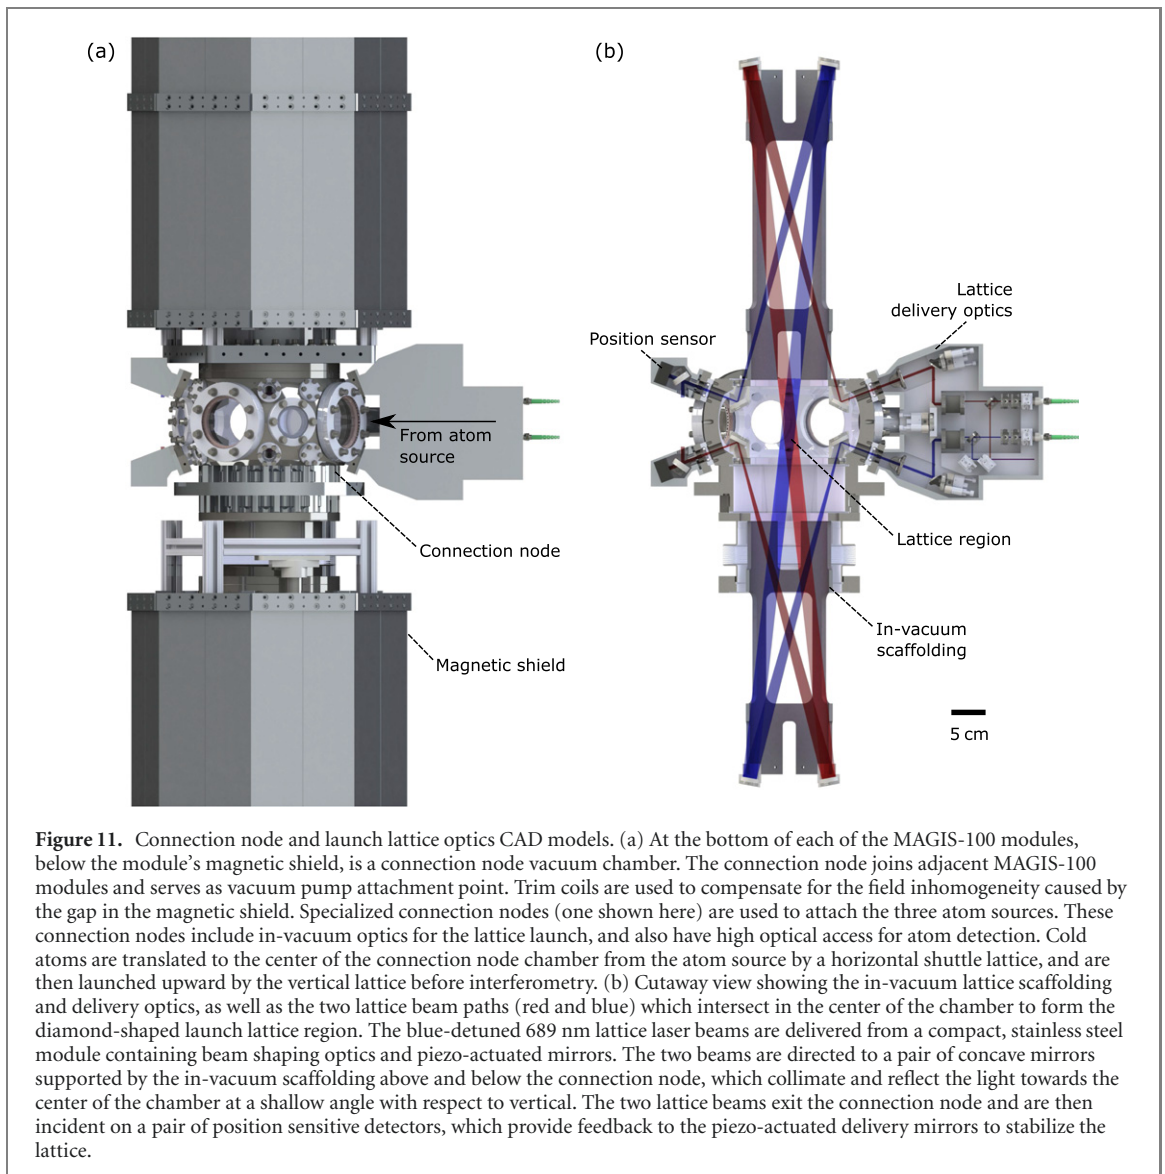 (a)
(b)
Lattice
delivery optics
Position sensor
From atom
source
Connection node
Lattice region
In-vacuum
scaffolding
Magnetic shield
5 cm
Figure 11. Connection node and launch lattice optics CAD models. (a) At the bottom of each of the MAGIS-100 modules,
below the module's magnetic shield, is a connection node vacuum chamber. The connection node joins adjacent MAGIS-100
modules and serves as vacuum pump attachment point. Trim coils are used to compensate for the field inhomogeneity caused by
the gap in the magnetic shield. Specialized connection nodes (one shown here) are used to attach the three atom sources. These
connection nodes include in-vacuum optics for the lattice launch, and also have high optical access for atom detection. Cold
atoms are translated to the center of the connection node chamber from the atom source by a horizontal shuttle lattice, and are
then launched upward by the vertical lattice before interferometry. (b) Cutaway view showing the in-vacuum lattice scaffolding
and delivery optics, as well as the two lattice beam paths (red and blue) which intersect in the center of the chamber to form the
diamond-shaped launch lattice region. The blue-detuned 689 nm lattice laser beams are delivered from a compact, stainless steel
module containing beam shaping optics and piezo-actuated mirrors. The two beams are directed to a pair of concave mirrors
supported by the in-vacuum scaffolding above and below the connection node, which collimate and reflect the light towards the
center of the chamber at a shallow angle with respect to vertical. The two lattice beams exit the connection node and are then
incident on a pair of position sensitive detectors, which provide feedback to the piezo-actuated delivery mirrors to stabilize the
lattice.